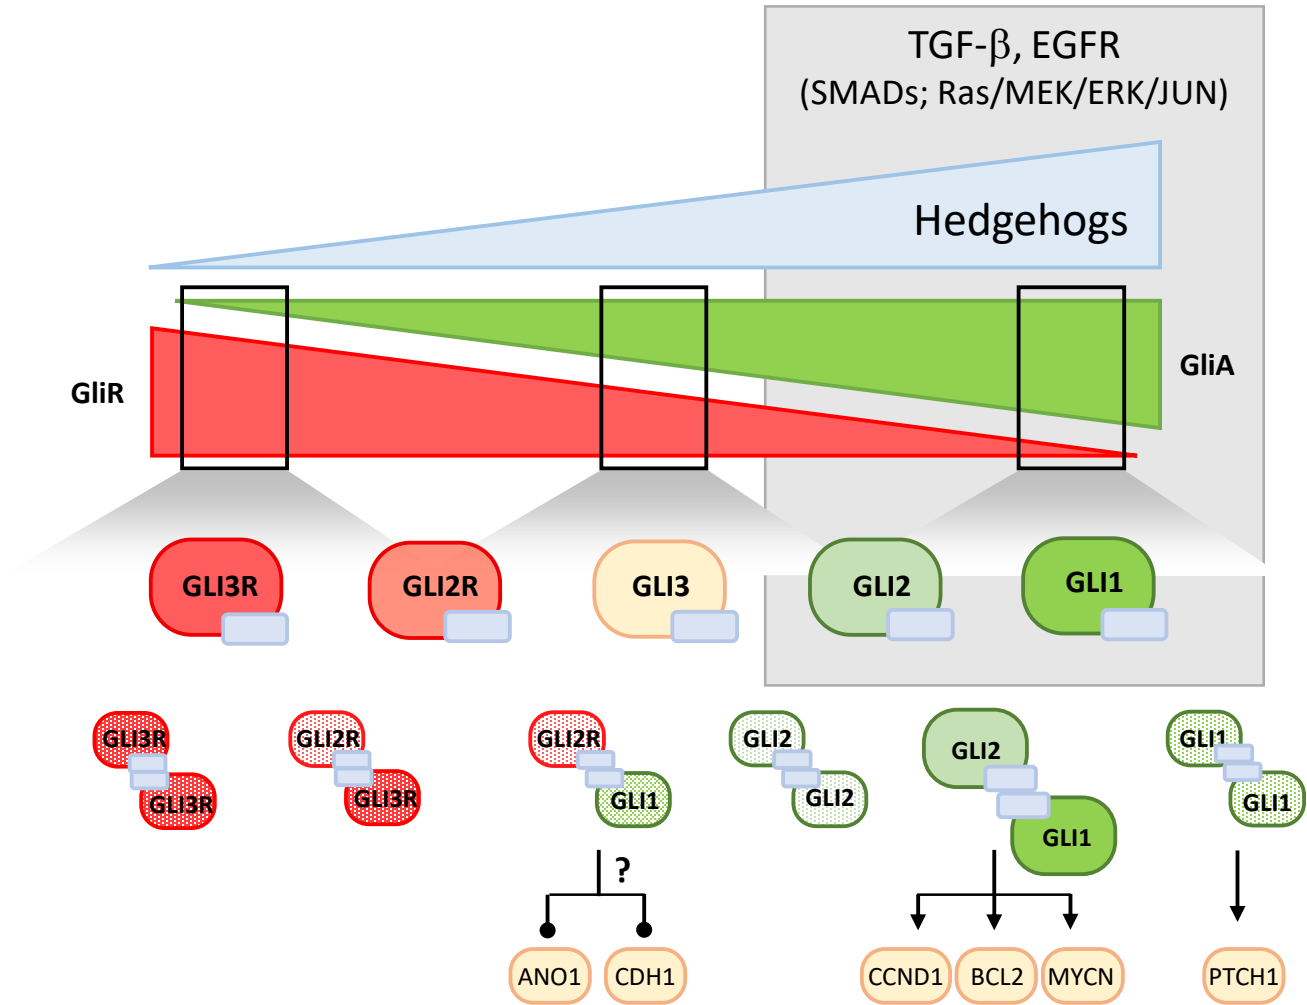 TGF-β, EGFR
(SMADs; Ras/MEK/ERK/JUN)
Hedgehogs
GliR
GliA
GLI3R
GLI2R
GLI3
GLI2
GLI1
GLI3R
GLI3R
GLI2R
GLI3R
GLI2R
GLI1
GLI2
GLI2
GLI2
GLI1
GLI1
GLI1
?
ANO1
CDH1
CCND1
BCL2
MYCN
PTCH1